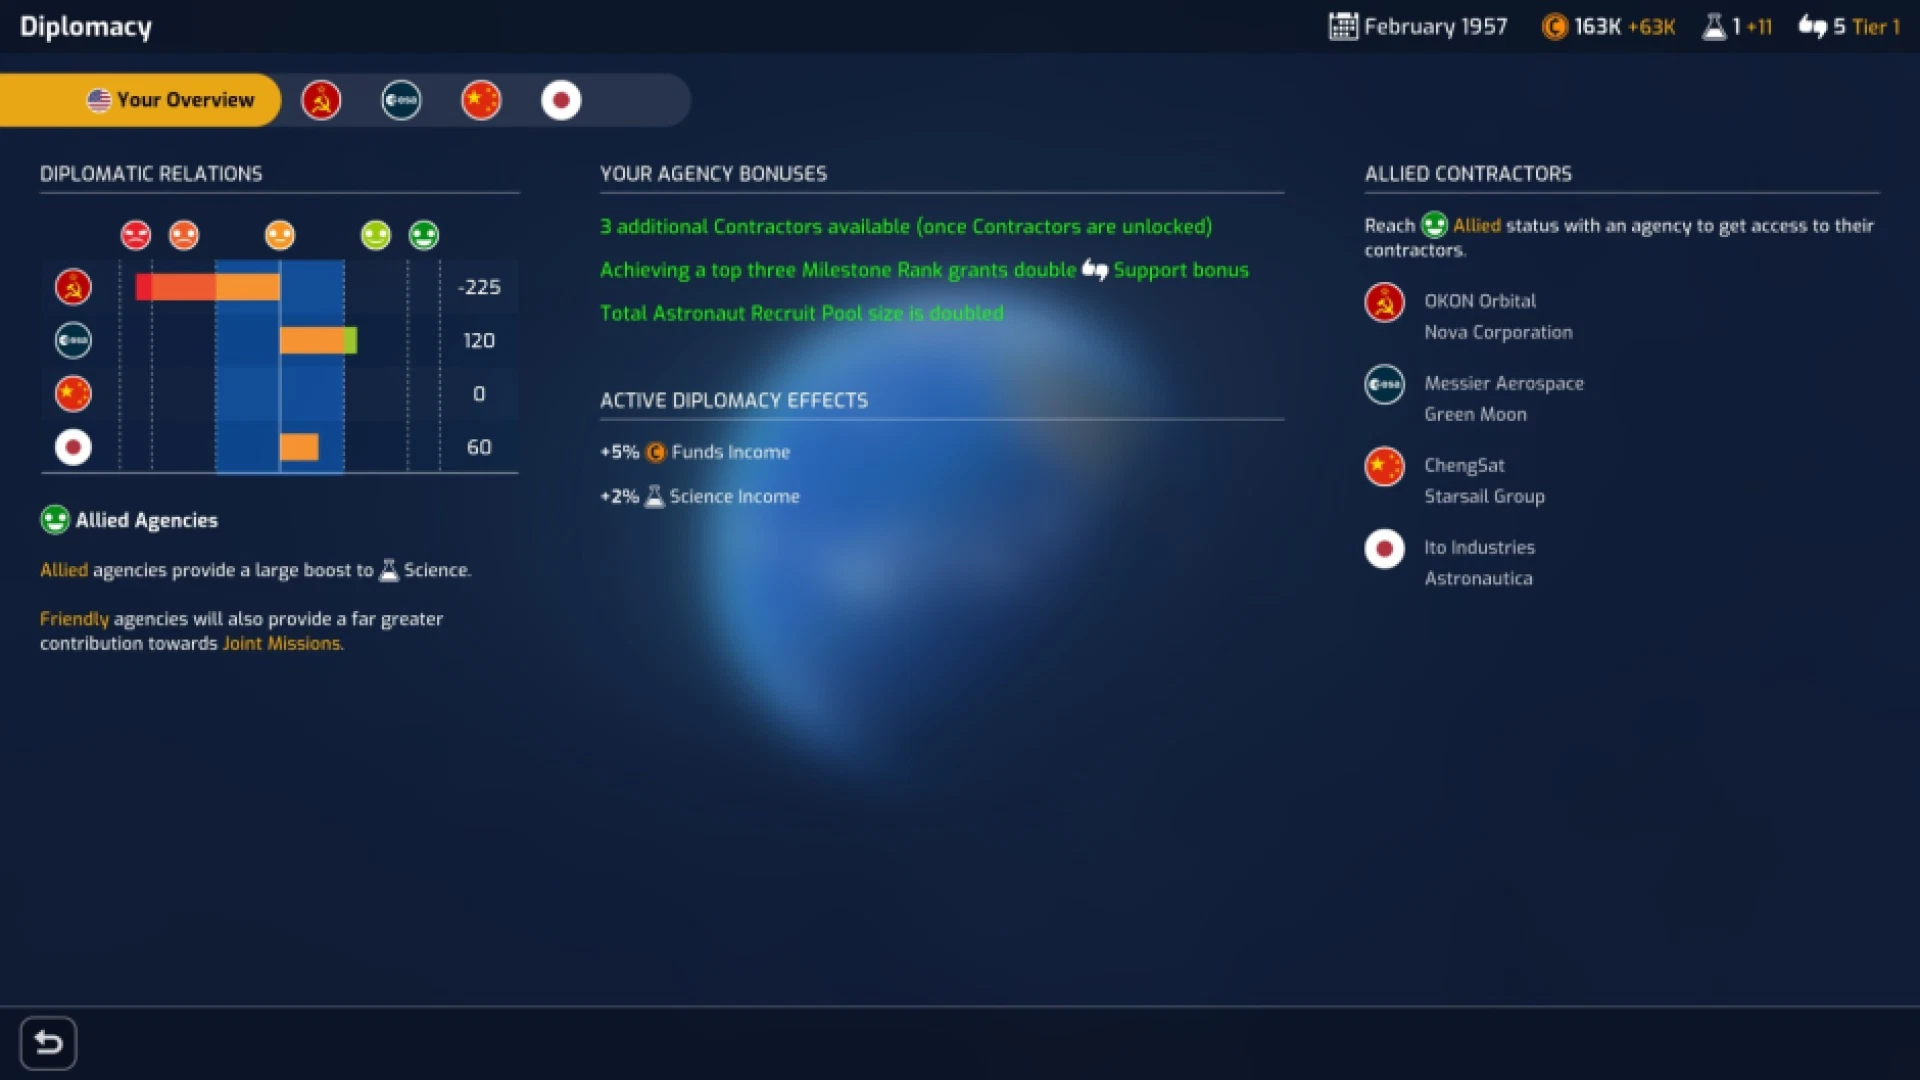 Diplomacy
February 1957
163K +63K
1 +11
5 Tier 1
Your Overview
esa
DIPLOMATIC RELATIONS
-225
esa
120
0
60
Allied Agencies
Allied agencies provide a large boost to Science.
Friendly agencies will also provide a far greater
contribution towards Joint Missions.
YOUR AGENCY BONUSES
3 additional Contractors available (once Contractors are unlocked)
Achieving a top three Milestone Rank grants double Support bonus
Total Astronaut Recruit Pool size is doubled
ACTIVE DIPLOMACY EFFECTS
+5% C Funds Income
+2% Science Income
ALLIED CONTRACTORS
Reach Allied status with an agency to get access to their
contractors.
OKON Orbital
Nova Corporation
esa
Messier Aerospace
Green Moon
ChengSat
Starsail Group
Ito Industries
Astronautica